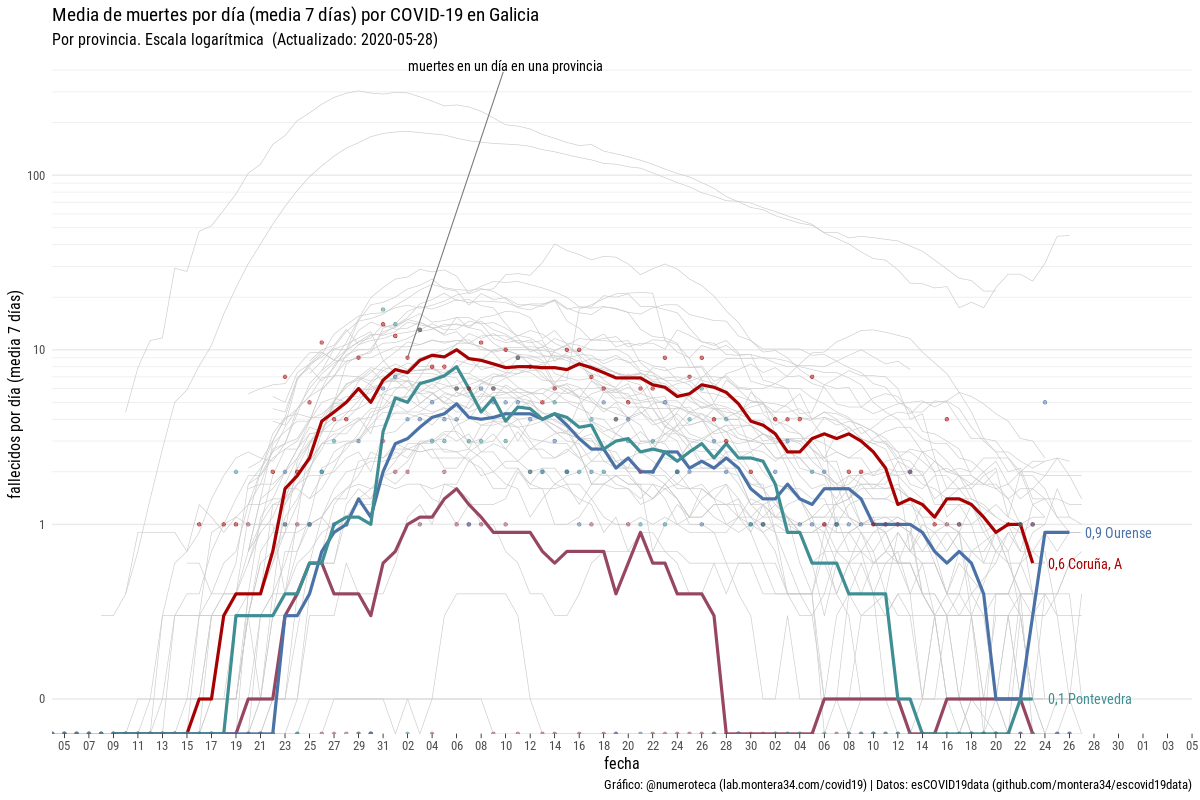 Media de muertes por día (media 7 días) por COVID-19 en Galicia
Por provincia. Escala logarítmica (Actualizado: 2020-05-28)
muertes en un día en una provincia
fallecidos por día (media 7 días)
100
10
1
0
0,9 Ourense
0,6 Coruña, A
0,1 Pontevedra
05 07 09 11 13 15 17 19 21 23 25 27 29 31 02 04 06 08 10 12 14 16 18 20 22 24 26 28 30 02 04 06 08 10 12 14 16 18 20 22 24 26 28 30 01 03 05
fecha
Gráfico: @numeroteca (lab.montera34.com/covid19) | Datos: esCOVID19data (github.com/montera34/escovid19data)